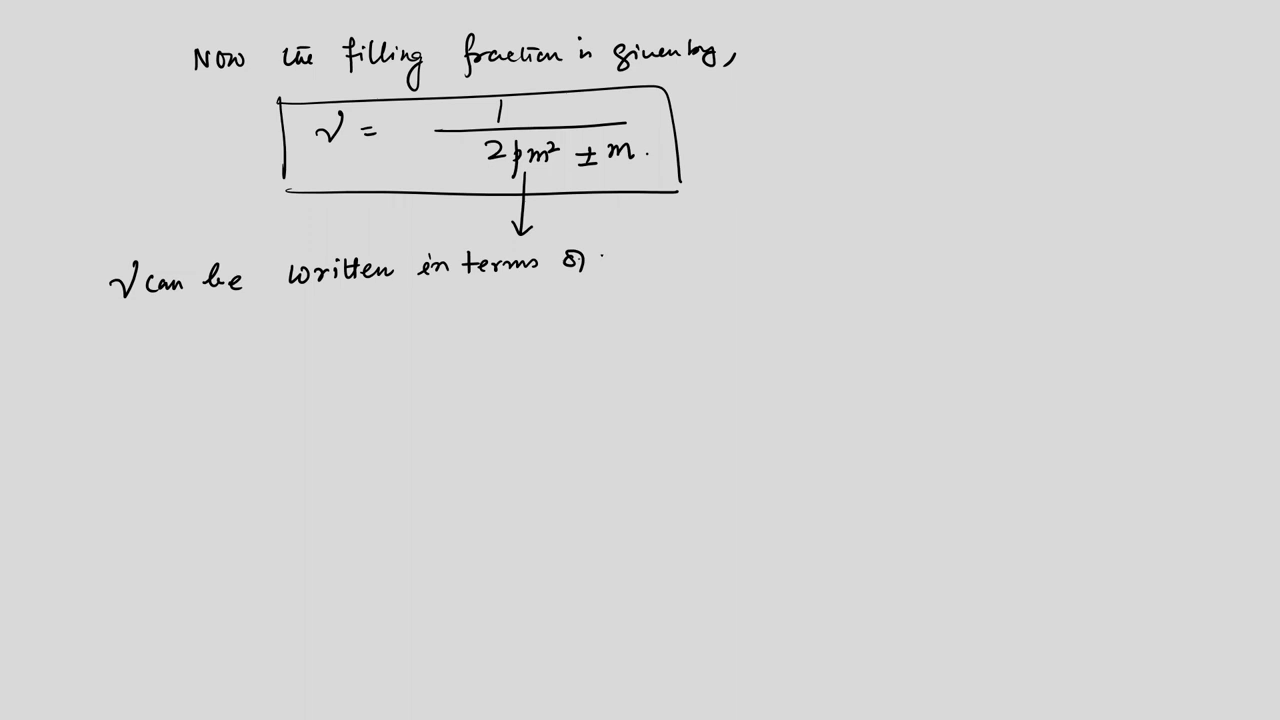 Now the filling fraction is given by,
ν = 1 / 2pm² ± m.
ν can be written in terms of